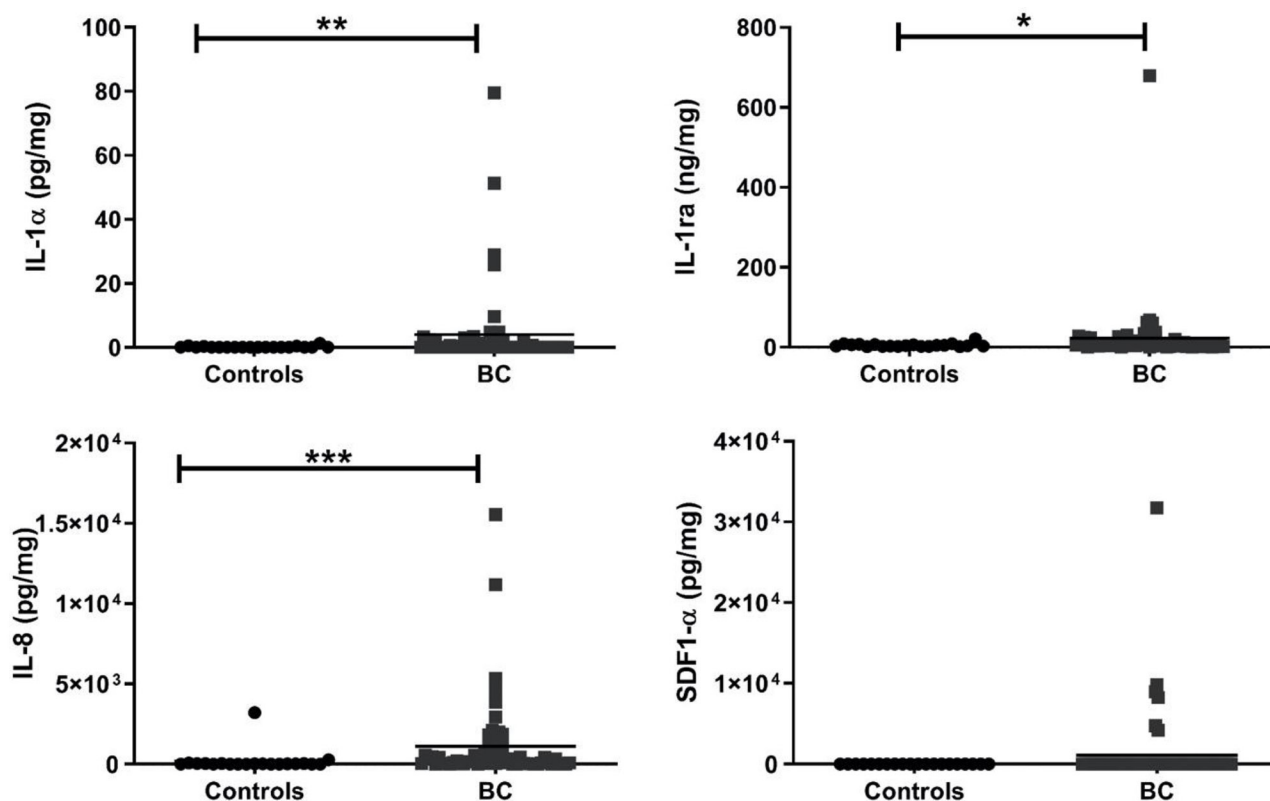 IL-1α (pg/mg)
100
80
60
40
20
0
**
Controls
BC
IL-1ra (ng/mg)
800
600
400
200
0
*
Controls
BC
IL-8 (pg/mg)
2×10⁴
1.5×10⁴
1×10⁴
5×10³
0
***
Controls
BC
SDF1-α (pg/mg)
4×10⁴
3×10⁴
2×10⁴
1×10⁴
0
Controls
BC